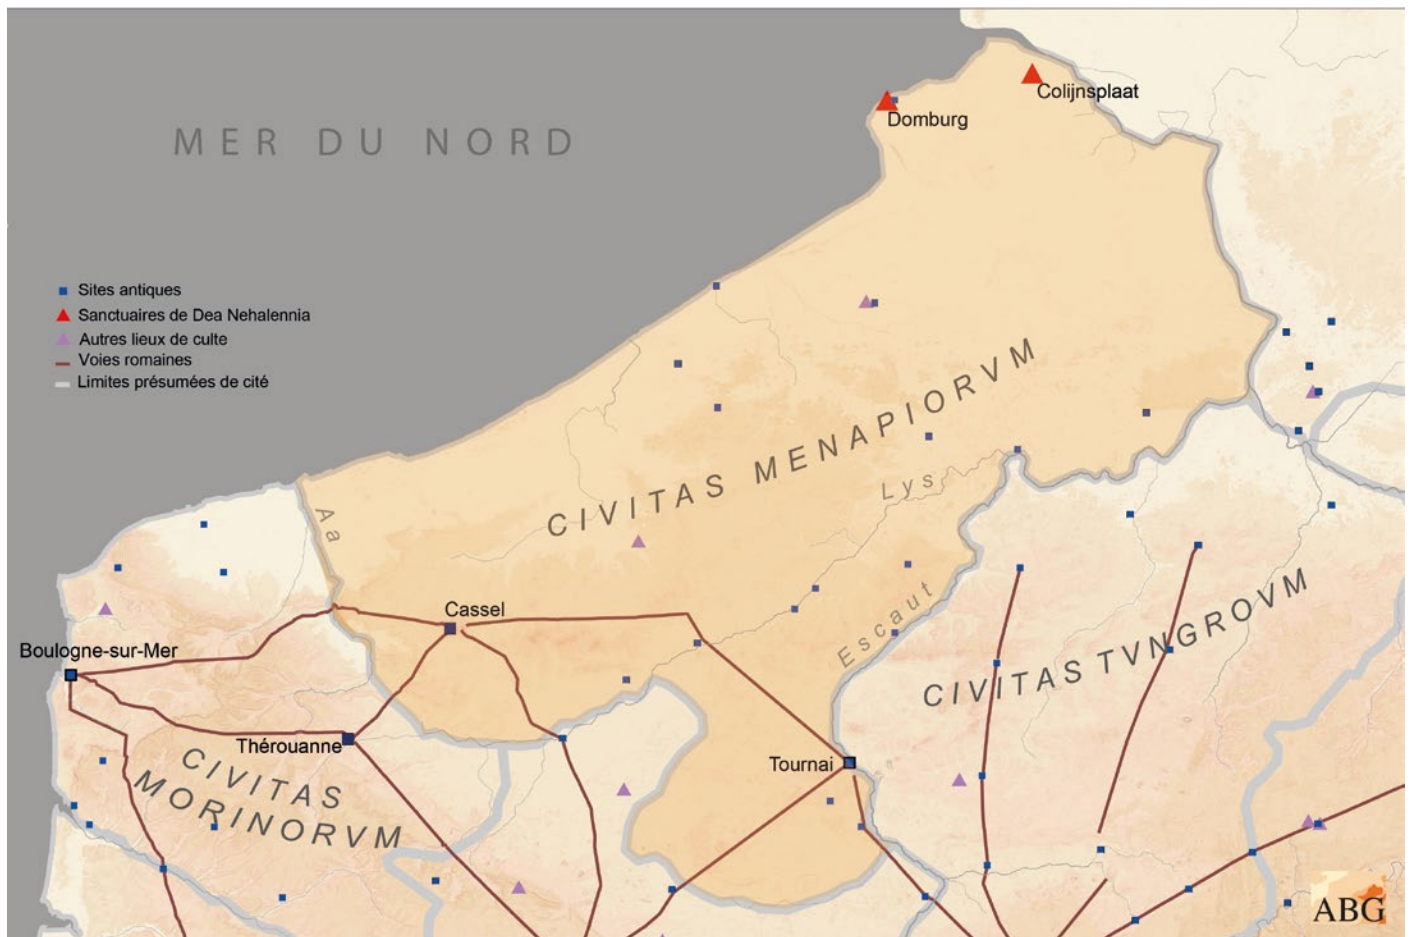 Colijnsplaat
Domburg
MER DU NORD
Sites antiques
Sanctuaires de Dea Nehalennia
Autres lieux de culte
Voies romaines
Limites présumées de cité
CIVITAS MENAPIORVM
Lys
Aa
Cassel
Escaut
CIVITAS TVNGROVM
Boulogne-sur-Mer
Thérouanne
Tournai
CIVITAS
MORINORVM
ABG